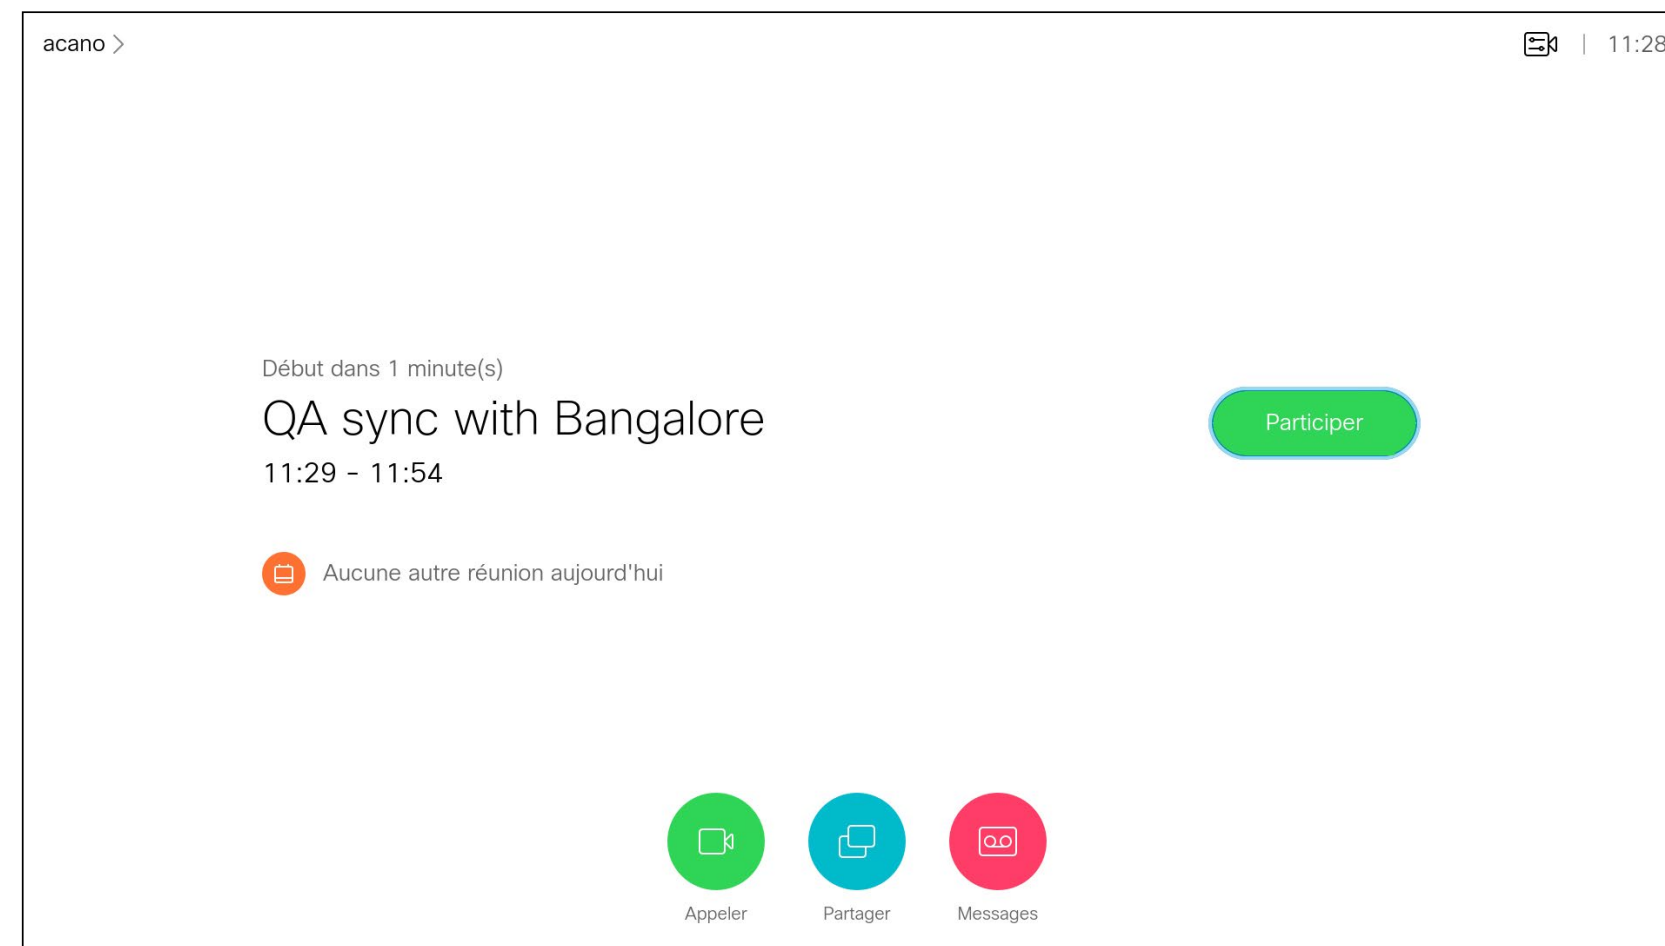 acano
11:28
Début dans 1 minute(s)
QA sync with Bangalore
11:29 - 11:54
Participer
Aucune autre réunion aujourd'hui
Appeler
Partager
Messages